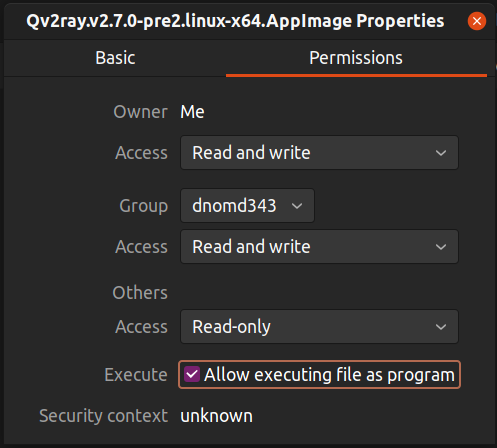 Qv2ray.v2.7.0-pre2.linux-x64.AppImage Properties
Basic Permissions
Owner Me
Access Read and write
Group dnomd343
Access Read and write
Others
Access Read-only
Execute Allow executing file as program
Security context unknown